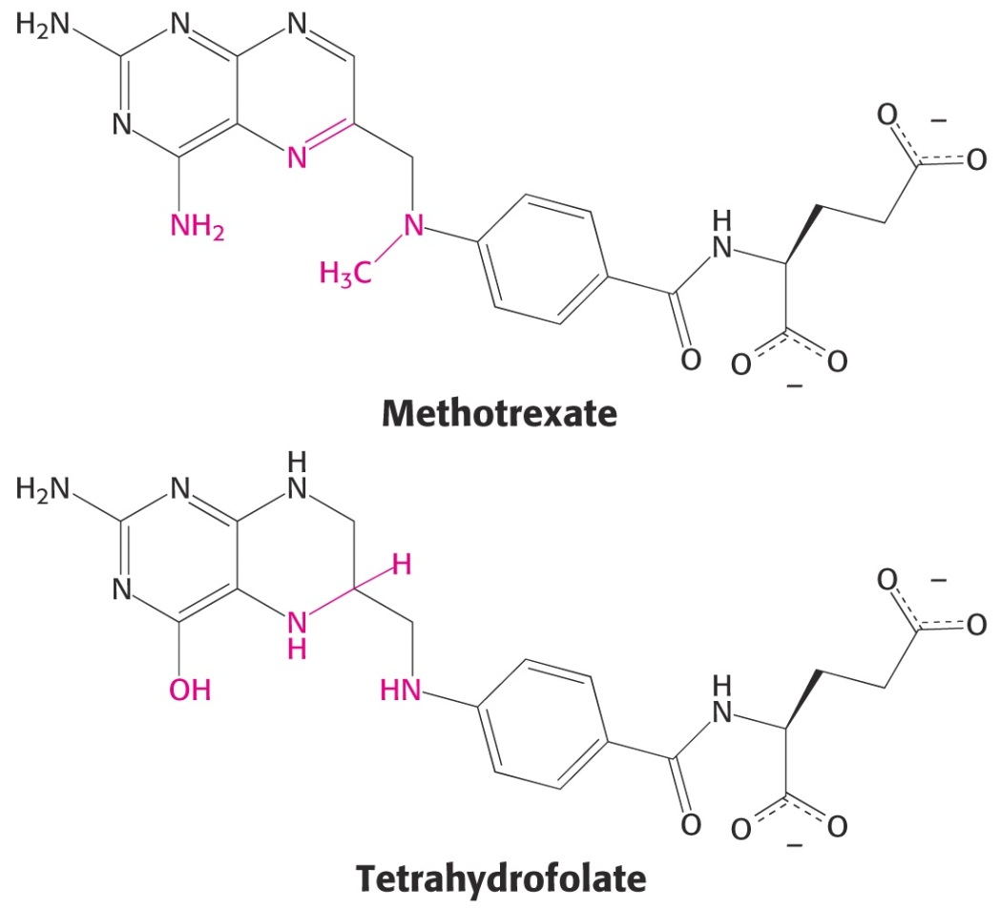 H₂N N N
N N
NH₂ N
H₃C
H
N
O
O O
O −
O
−
Methotrexate
H
H₂N N N
H
N N
H
OH HN
H
N
O
O O
O −
O
−
Tetrahydrofolate